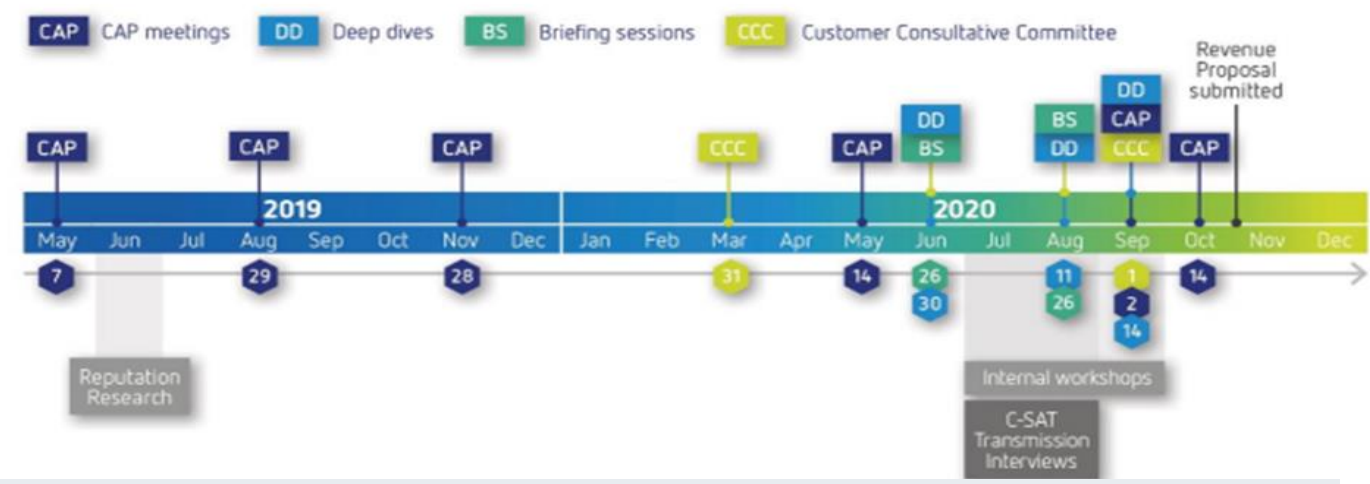 CAP CAP meetings DD Deep dives BS Briefing sessions CCC Customer Consultative Committee
Revenue
Proposal
submitted
DD
DD BS CAP
CAP CAP CAP CCC CAP BS DD CCC CAP
2019 2020
May Jun Jul Aug Sep Oct Nov Dec Jan Feb Mar Apr May Jun Jul Aug Sep Oct Nov Dec
7 29 28 31 14 26 11 1 14
30 26 2
14
Reputation
Research
Internal workshops
C-SAT
Transmission
Interviews